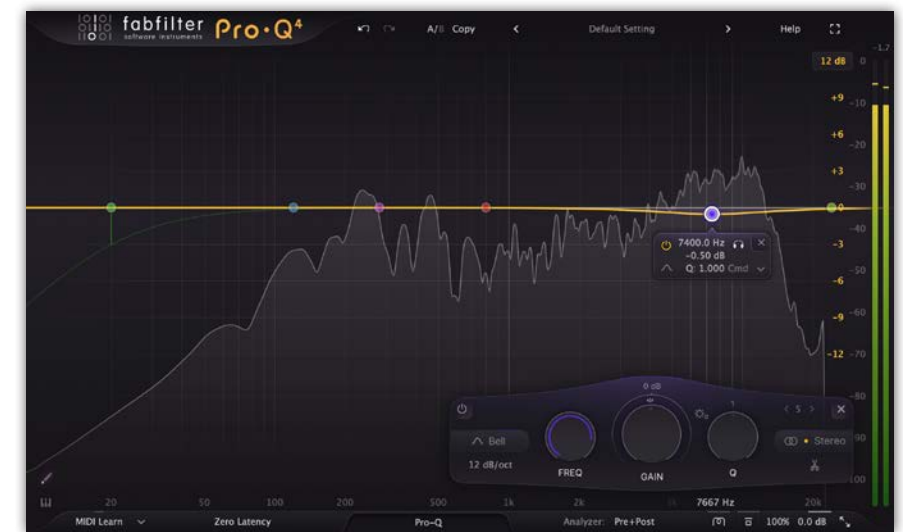 fabfilter Pro·Q⁴
software instruments
A/B Copy
Default Setting
Help
-1.7
12 dB 0
+9 -10
+6 -20
+3 -30
0 -40
-3 -50
-6 -60
-9 -70
-12 -80
90
100
7400.0 Hz
-0.50 dB
Q: 1.000 Cmd
0 dB
5
Bell
12 dB/oct
FREQ
GAIN
Q
Stereo
20 50 100 200 500 1k 2k 7667 Hz 20k
MIDI Learn Zero Latency Pro-Q Analyzer: Pre+Post 100% 0.0 dB